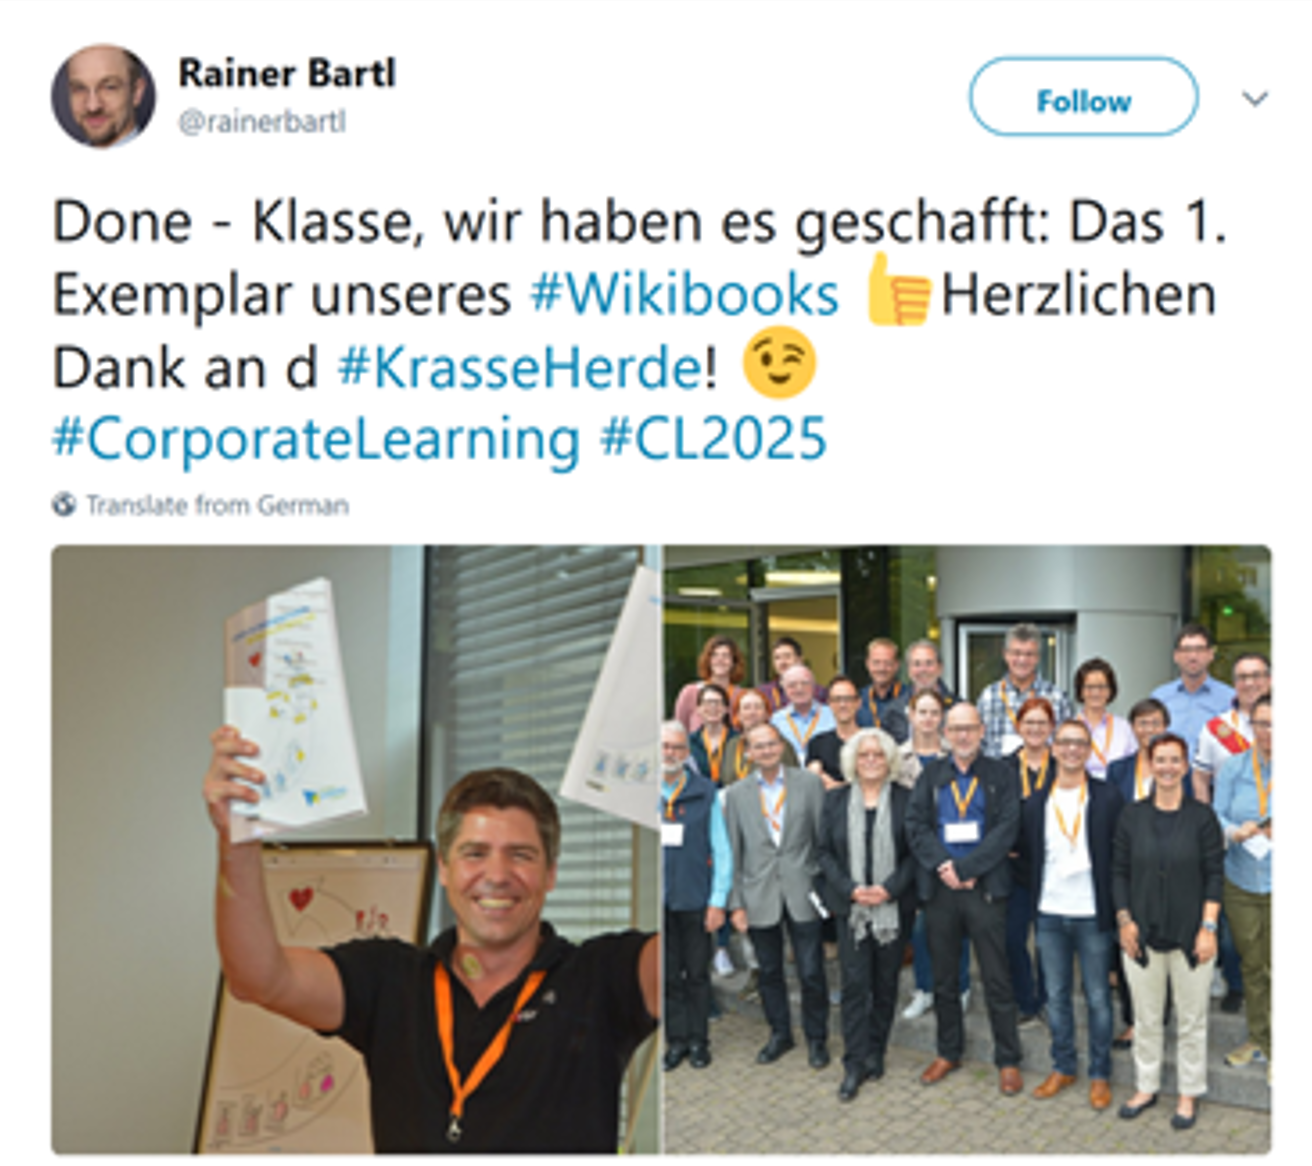 Rainer Bartl
@rainerbartl
Follow
Done - Klasse, wir haben es geschafft: Das 1.
Exemplar unseres #Wikibooks 👍Herzlichen
Dank an d #KrasseHerde! 😉
#CorporateLearning #CL2025
Translate from German